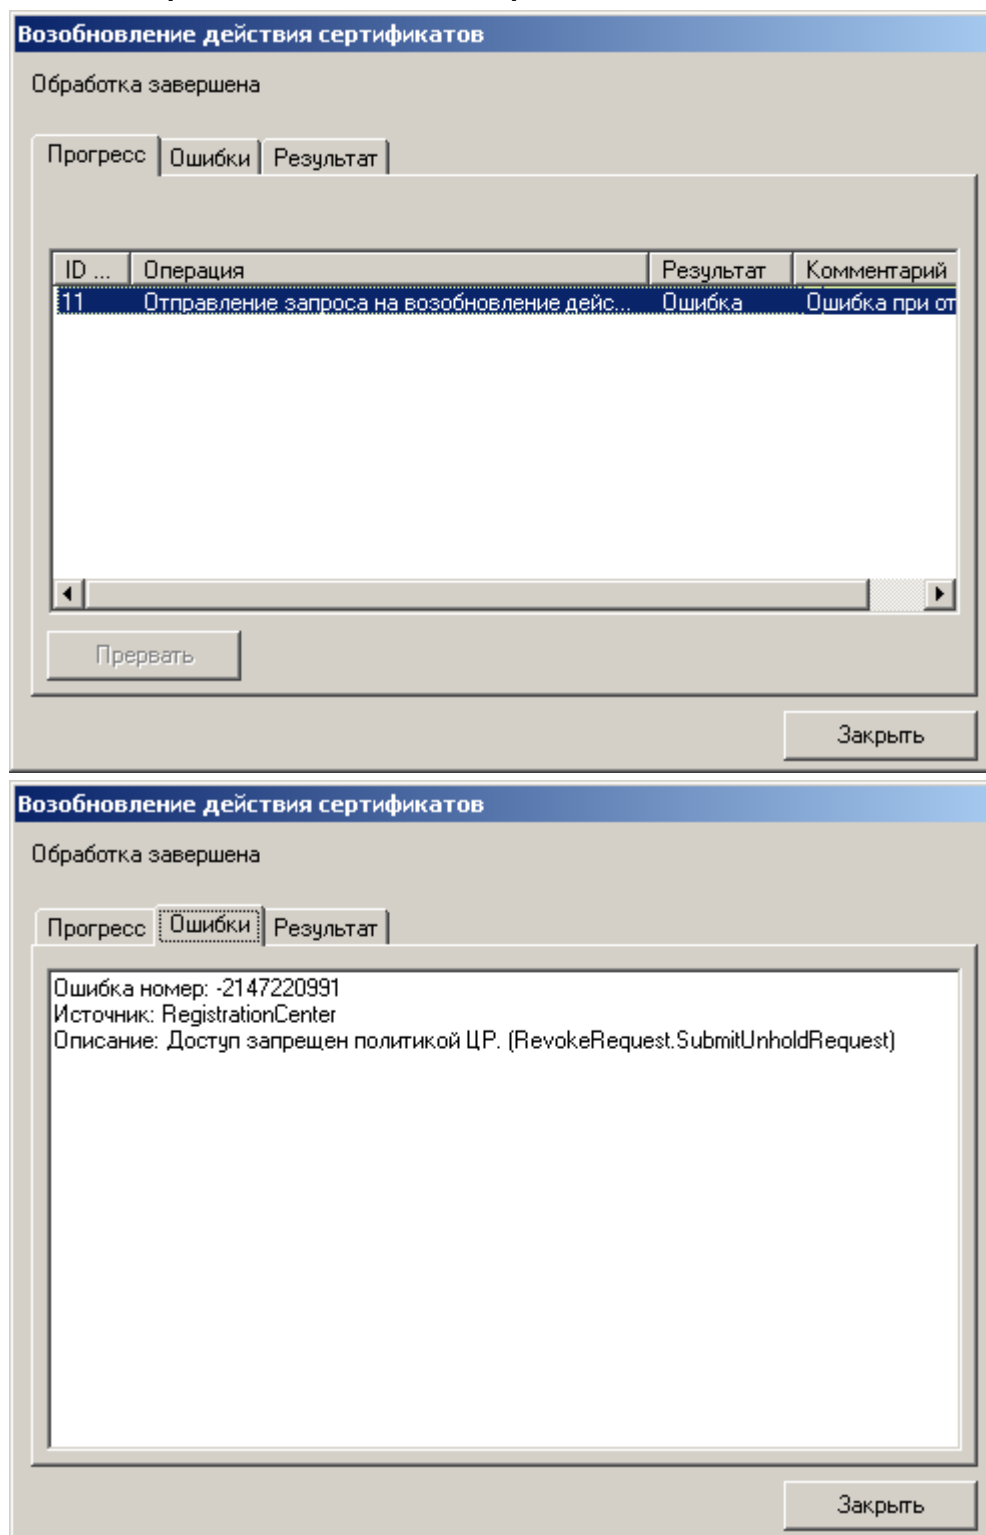 Возобновление действия сертификатов
Обработка завершена
Прогресс Ошибки Результат
ID ... Операция Результат Комментарий
11 Отправление запроса на возобновление дейс... Ошибка Ошибка при от
Прервать
Закрыть
Возобновление действия сертификатов
Обработка завершена
Прогресс Ошибки Результат
Ошибка номер: -2147220991
Источник: RegistrationCenter
Описание: Доступ запрещен политикой ЦР. (RevokeRequest.SubmitUnholdRequest)
Закрыть